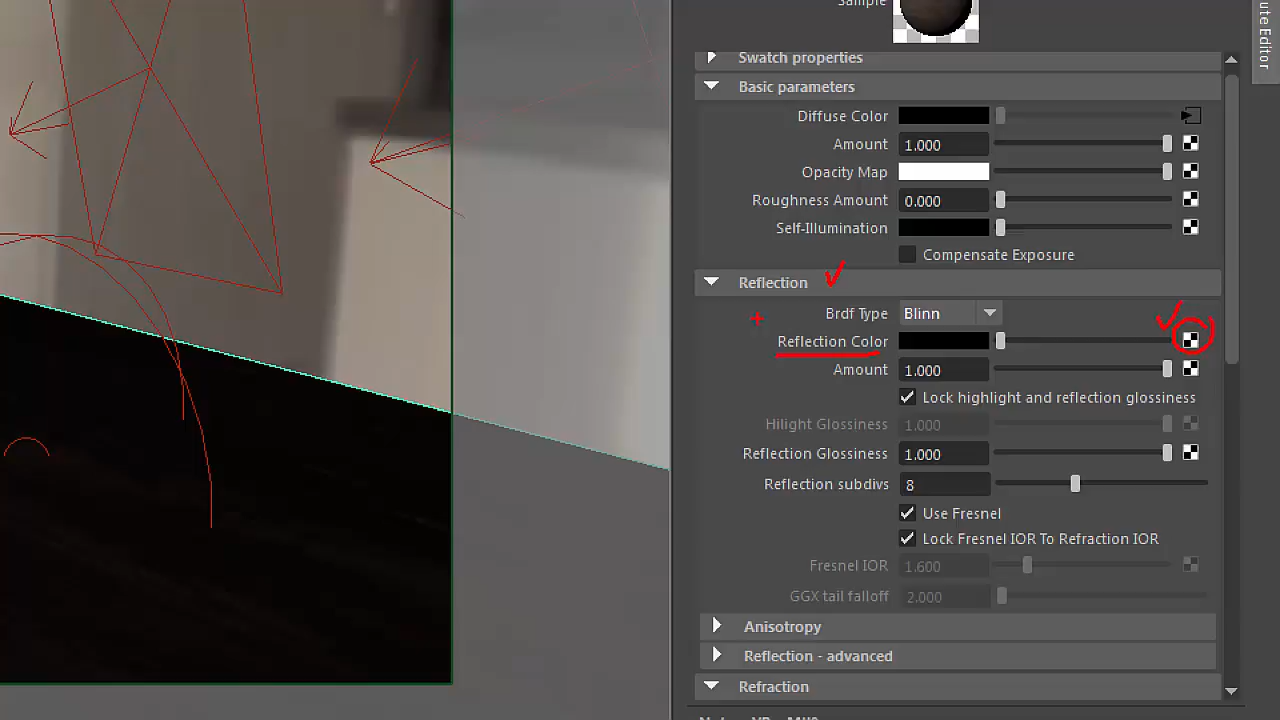 Sample
ute Editor
Swatch properties
Basic parameters
Diffuse Color
Amount 1.000
Opacity Map
Roughness Amount 0.000
Self-Illumination
Compensate Exposure
Reflection
Brdf Type Blinn
Reflection Color
Amount 1.000
Lock highlight and reflection glossiness
Hilight Glossiness 1.000
Reflection Glossiness 1.000
Reflection subdivs 8
Use Fresnel
Lock Fresnel IOR To Refraction IOR
Fresnel IOR 1.600
GGX tail falloff 2.000
Anisotropy
Reflection - advanced
Refraction